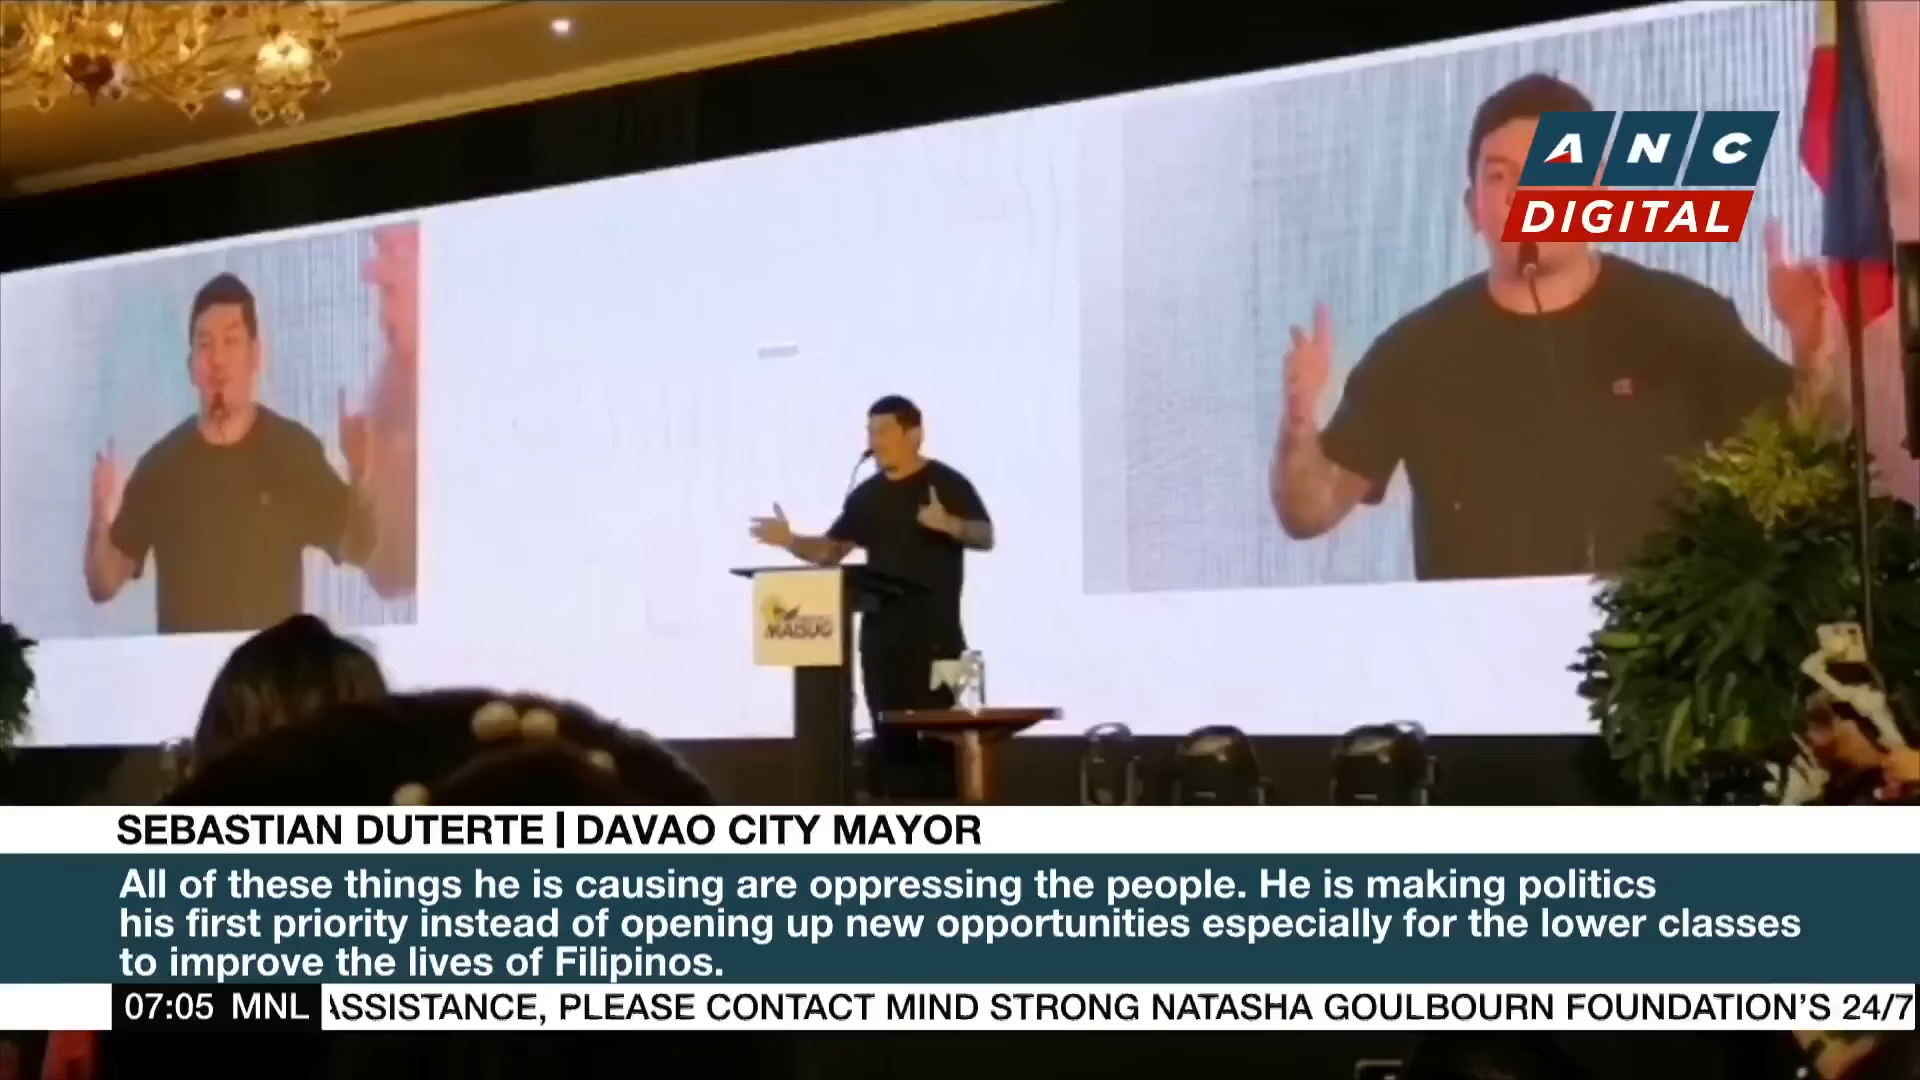 ANC
DIGITAL
MAISUG
SEBASTIAN DUTERTE | DAVAO CITY MAYOR
All of these things he is causing are oppressing the people. He is making politics
his first priority instead of opening up new opportunities especially for the lower classes
to improve the lives of Filipinos.
07:05 MNL
ASSISTANCE, PLEASE CONTACT MIND STRONG NATASHA GOULBOURN FOUNDATION'S 24/7